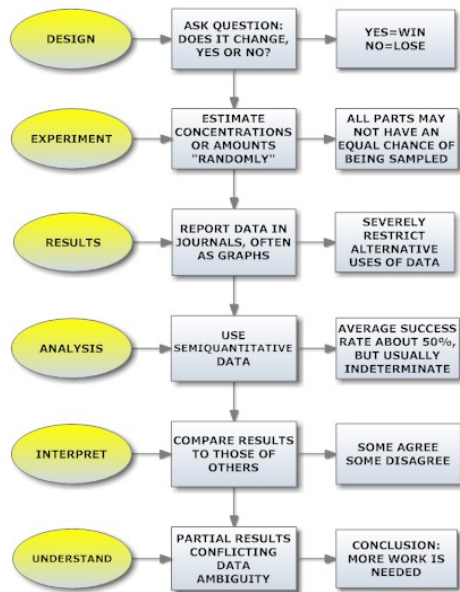 DESIGN
ASK QUESTION:
DOES IT CHANGE,
YES OR NO?
YES=WIN
NO=LOSE
EXPERIMENT
ESTIMATE
CONCENTRATIONS
OR AMOUNTS
"RANDOMLY"
ALL PARTS MAY
NOT HAVE AN
EQUAL CHANCE OF
BEING SAMPLED
RESULTS
REPORT DATA IN
JOURNALS, OFTEN
AS GRAPHS
SEVERELY
RESTRICT
ALTERNATIVE
USES OF DATA
ANALYSIS
USE
SEMIQUANTITATIVE
DATA
AVERAGE SUCCESS
RATE ABOUT 50%,
BUT USUALLY
INDETERMINATE
INTERPRET
COMPARE RESULTS
TO THOSE OF
OTHERS
SOME AGREE
SOME DISAGREE
UNDERSTAND
PARTIAL RESULTS
CONFLICTING
DATA
AMBIGUITY
CONCLUSION:
MORE WORK IS
NEEDED